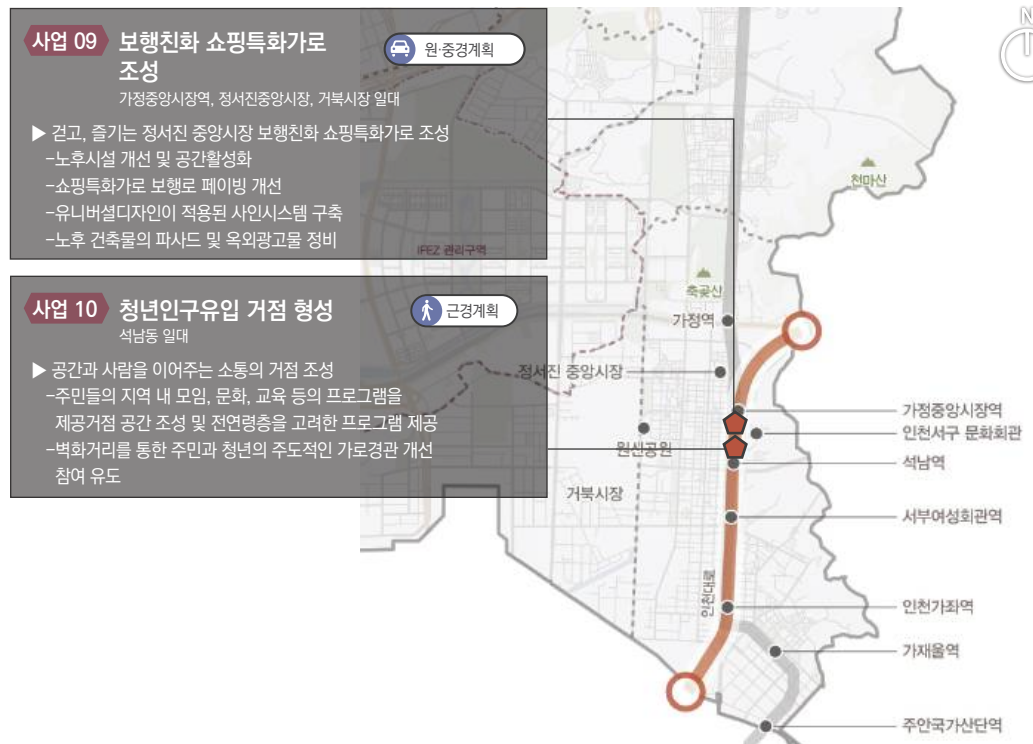 사업 09 보행친화 쇼핑특화가로
조성
원·중경계획
가정중앙시장역, 정서진중앙시장, 거북시장 일대
▶ 걷고, 즐기는 정서진 중앙시장 보행친화 쇼핑특화가로 조성
-노후시설 개선 및 공간활성화
-쇼핑특화가로 보행로 페이빙 개선
-유니버셜디자인이 적용된 사인시스템 구축
-노후 건축물의 파사드 및 옥외광고물 정비
사업 10 청년인구유입 거점 형성
근경계획
석남동 일대
▶ 공간과 사람을 이어주는 소통의 거점 조성
-주민들의 지역 내 모임, 문화, 교육 등의 프로그램을
제공거점 공간 조성 및 전연령층을 고려한 프로그램 제공
-벽화거리를 통한 주민과 청년의 주도적인 가로경관 개선
참여 유도
N
천마산
IFEZ 관리구역
축곶산
가정역
정서진 중앙시장
가정중앙시장역
인천서구 문화회관
원신공원
석남역
거북시장
서부여성회관역
인천대로
인천가좌역
가재울역
주안국가산단역